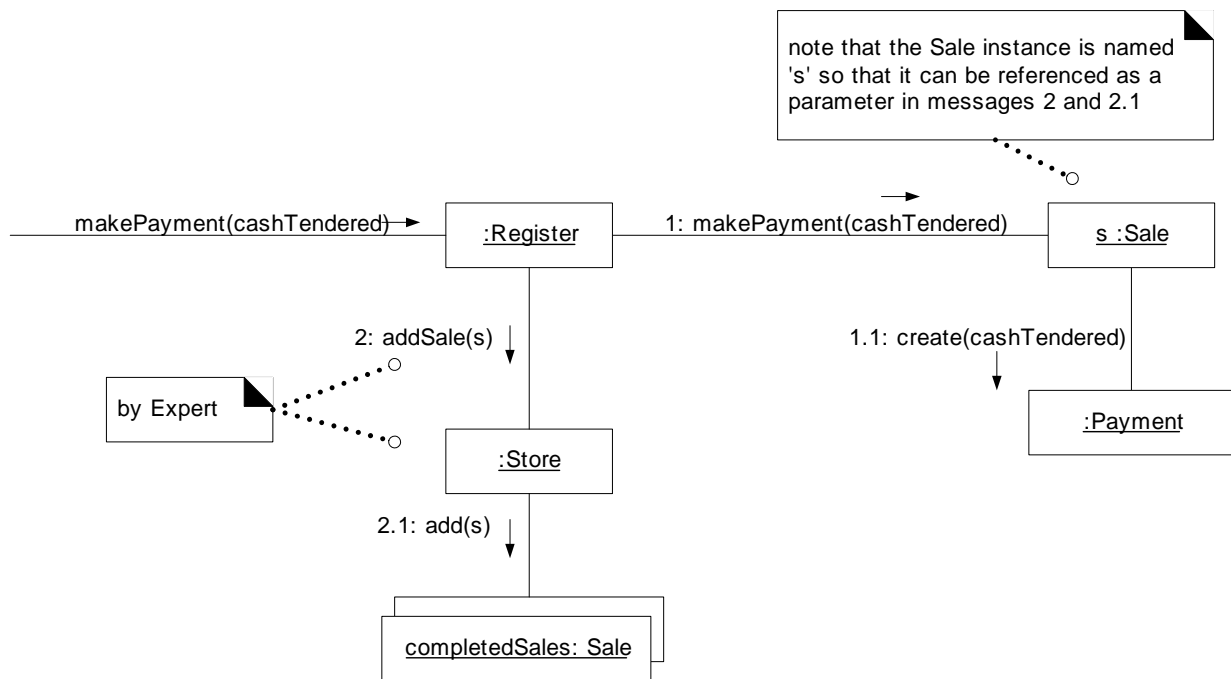 note that the Sale instance is named
's' so that it can be referenced as a
parameter in messages 2 and 2.1
makePayment(cashTendered)
:Register
1: makePayment(cashTendered)
s :Sale
2: addSale(s)
1.1: create(cashTendered)
by Expert
:Payment
:Store
2.1: add(s)
completedSales: Sale